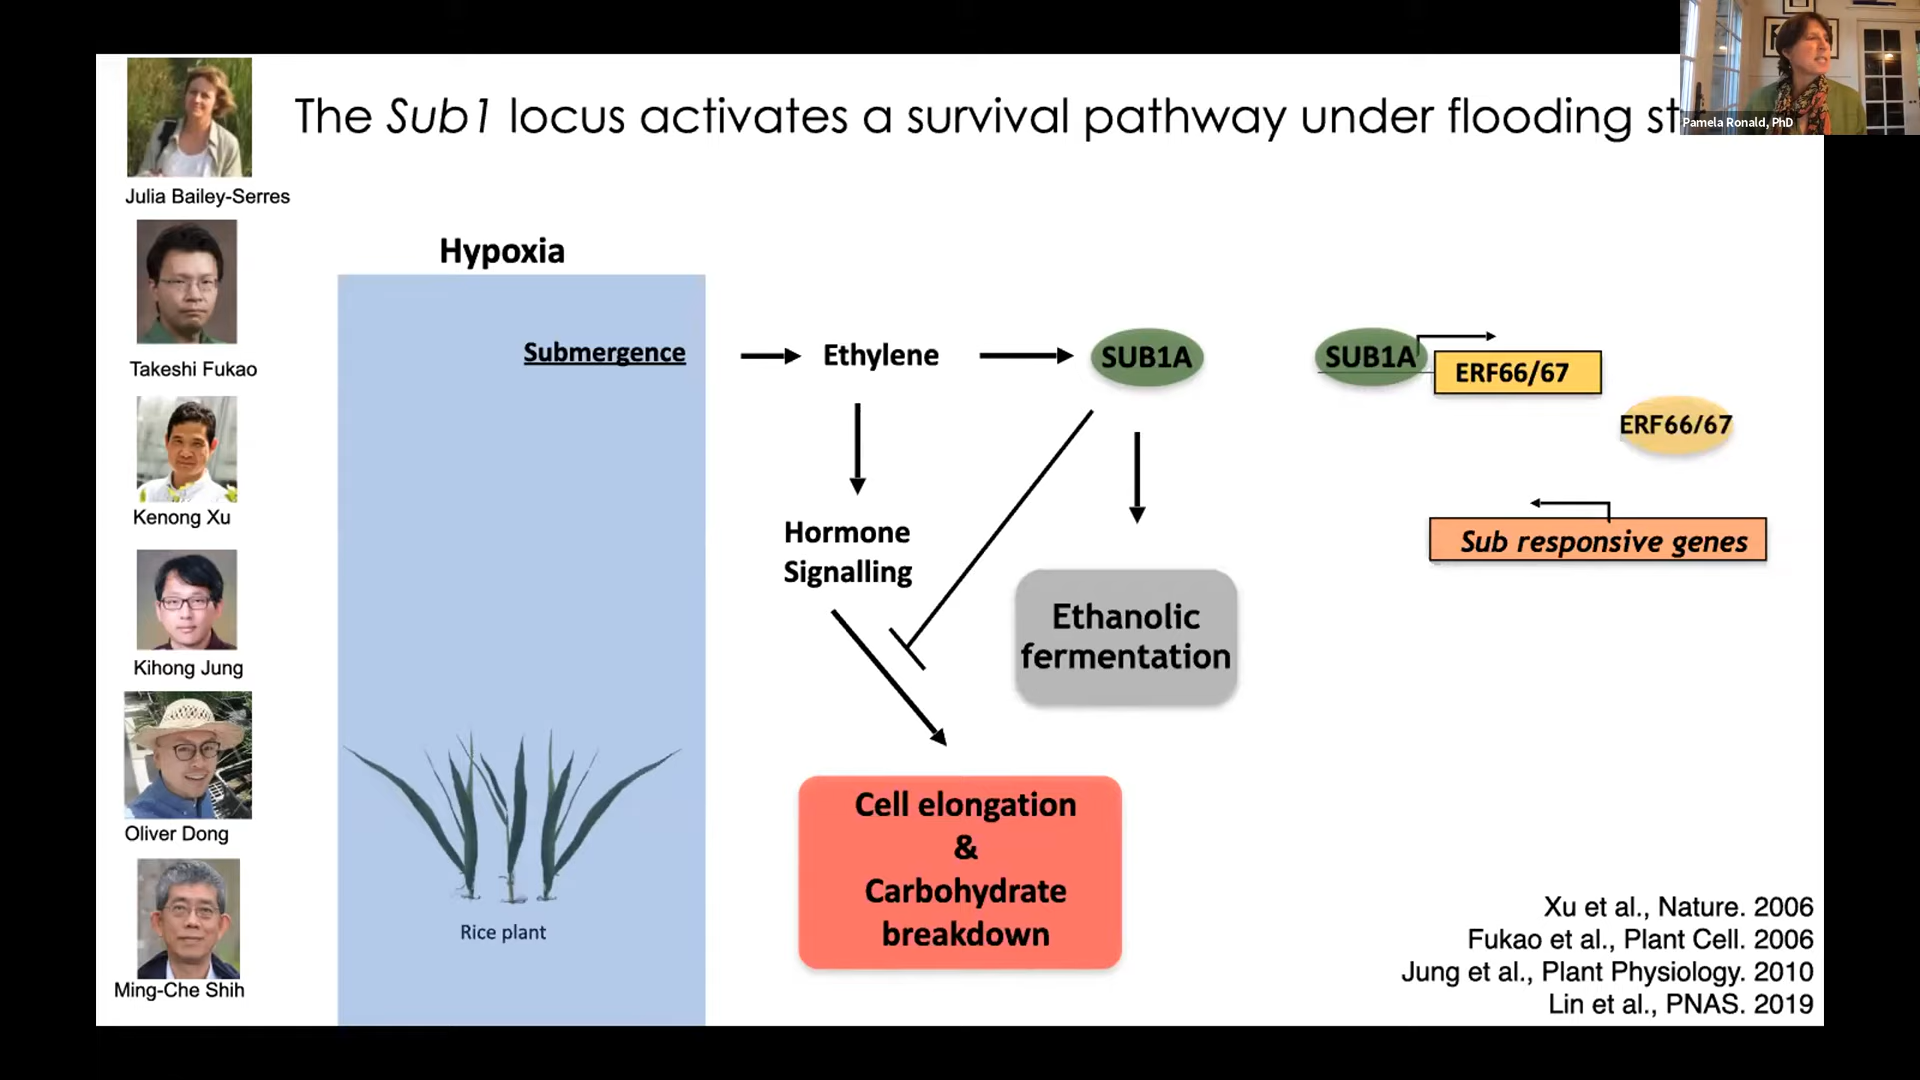 The Sub1 locus activates a survival pathway under flooding st
Pamela Ronald, PhD
Julia Bailey-Serres
Takeshi Fukao
Kenong Xu
Kihong Jung
Oliver Dong
Ming-Che Shih
Hypoxia
Submergence
Rice plant
Ethylene
SUB1A
Hormone
Signalling
Ethanolic
fermentation
Cell elongation
&
Carbohydrate
breakdown
SUB1A
ERF66/67
ERF66/67
Sub responsive genes
Xu et al., Nature. 2006
Fukao et al., Plant Cell. 2006
Jung et al., Plant Physiology. 2010
Lin et al., PNAS. 2019